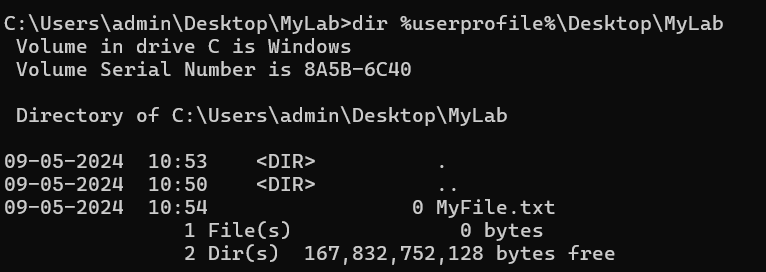 C:\Users\admin\Desktop\MyLab>dir %userprofile%\Desktop\MyLab
Volume in drive C is Windows
Volume Serial Number is 8A5B-6C40
Directory of C:\Users\admin\Desktop\MyLab
09-05-2024  10:53    <DIR>          .
09-05-2024  10:50    <DIR>          ..
09-05-2024  10:54                 0 MyFile.txt
1 File(s)              0 bytes
2 Dir(s)  167,832,752,128 bytes free